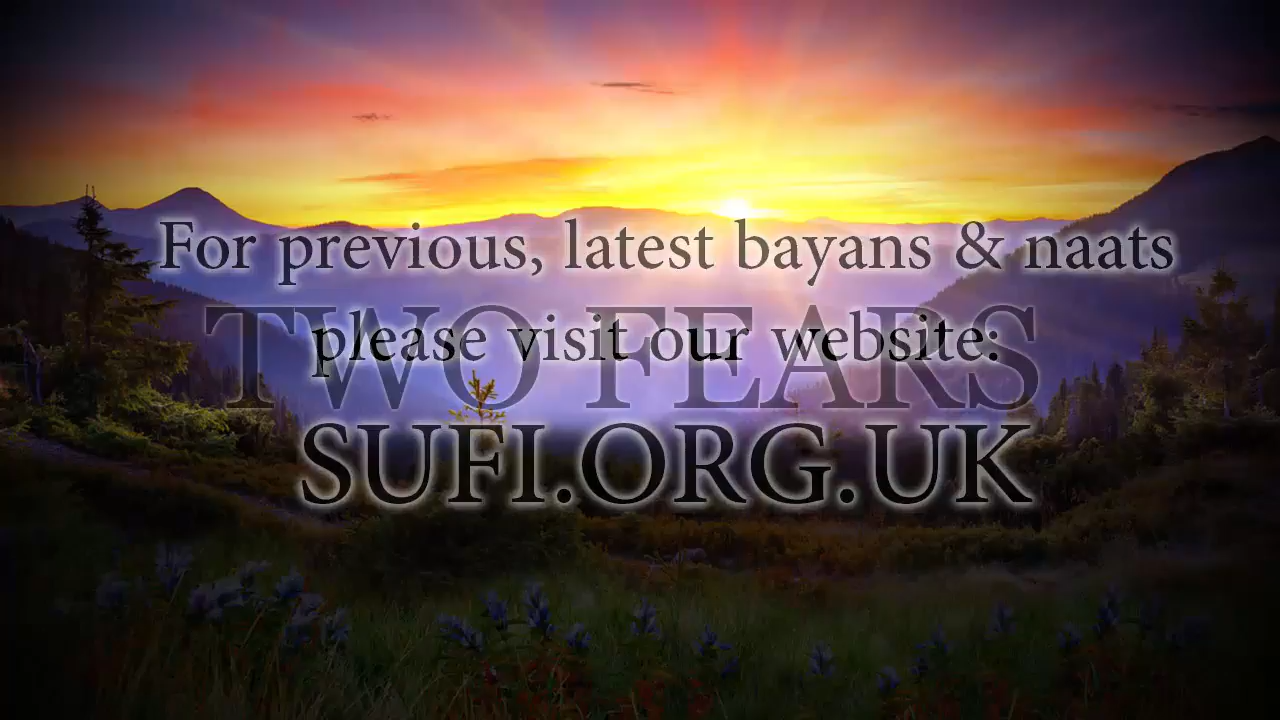 For previous, latest bayans & naats
please visit our website:
TWO FEARS
SUFI.ORG.UK